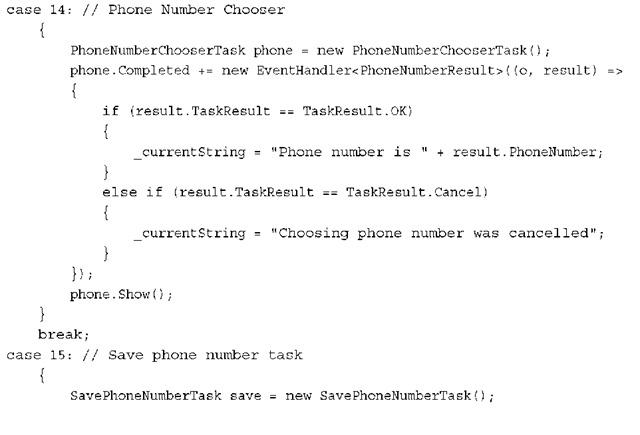 case 14: // Phone Number Chooser
{
PhoneNumberChooserTask phone = new PhoneNumberChooserTask();
phone.Completed += new EventHandler<PhoneNumberResult>((o, result) =>
{
if (result.TaskResult == TaskResult.OK)
{
_currentString = "Phone number is " + result.PhoneNumber;
}
else if (result.TaskResult == TaskResult.Cancel)
{
_currentString = "Choosing phone number was cancelled";
}
});
phone.Show();
}
break;
case 15: // Save phone number task
{
SavePhoneNumberTask save = new SavePhoneNumberTask();